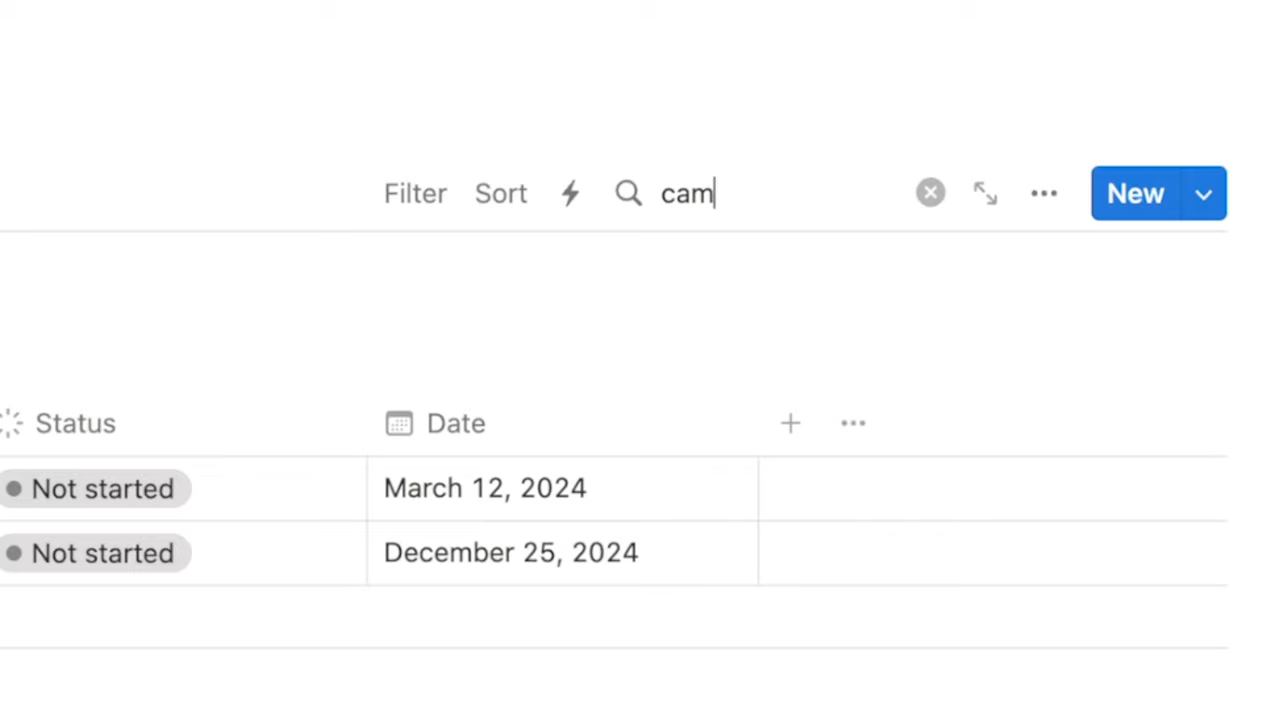 Filter Sort cam New
Status Date
Not started March 12, 2024
Not started December 25, 2024